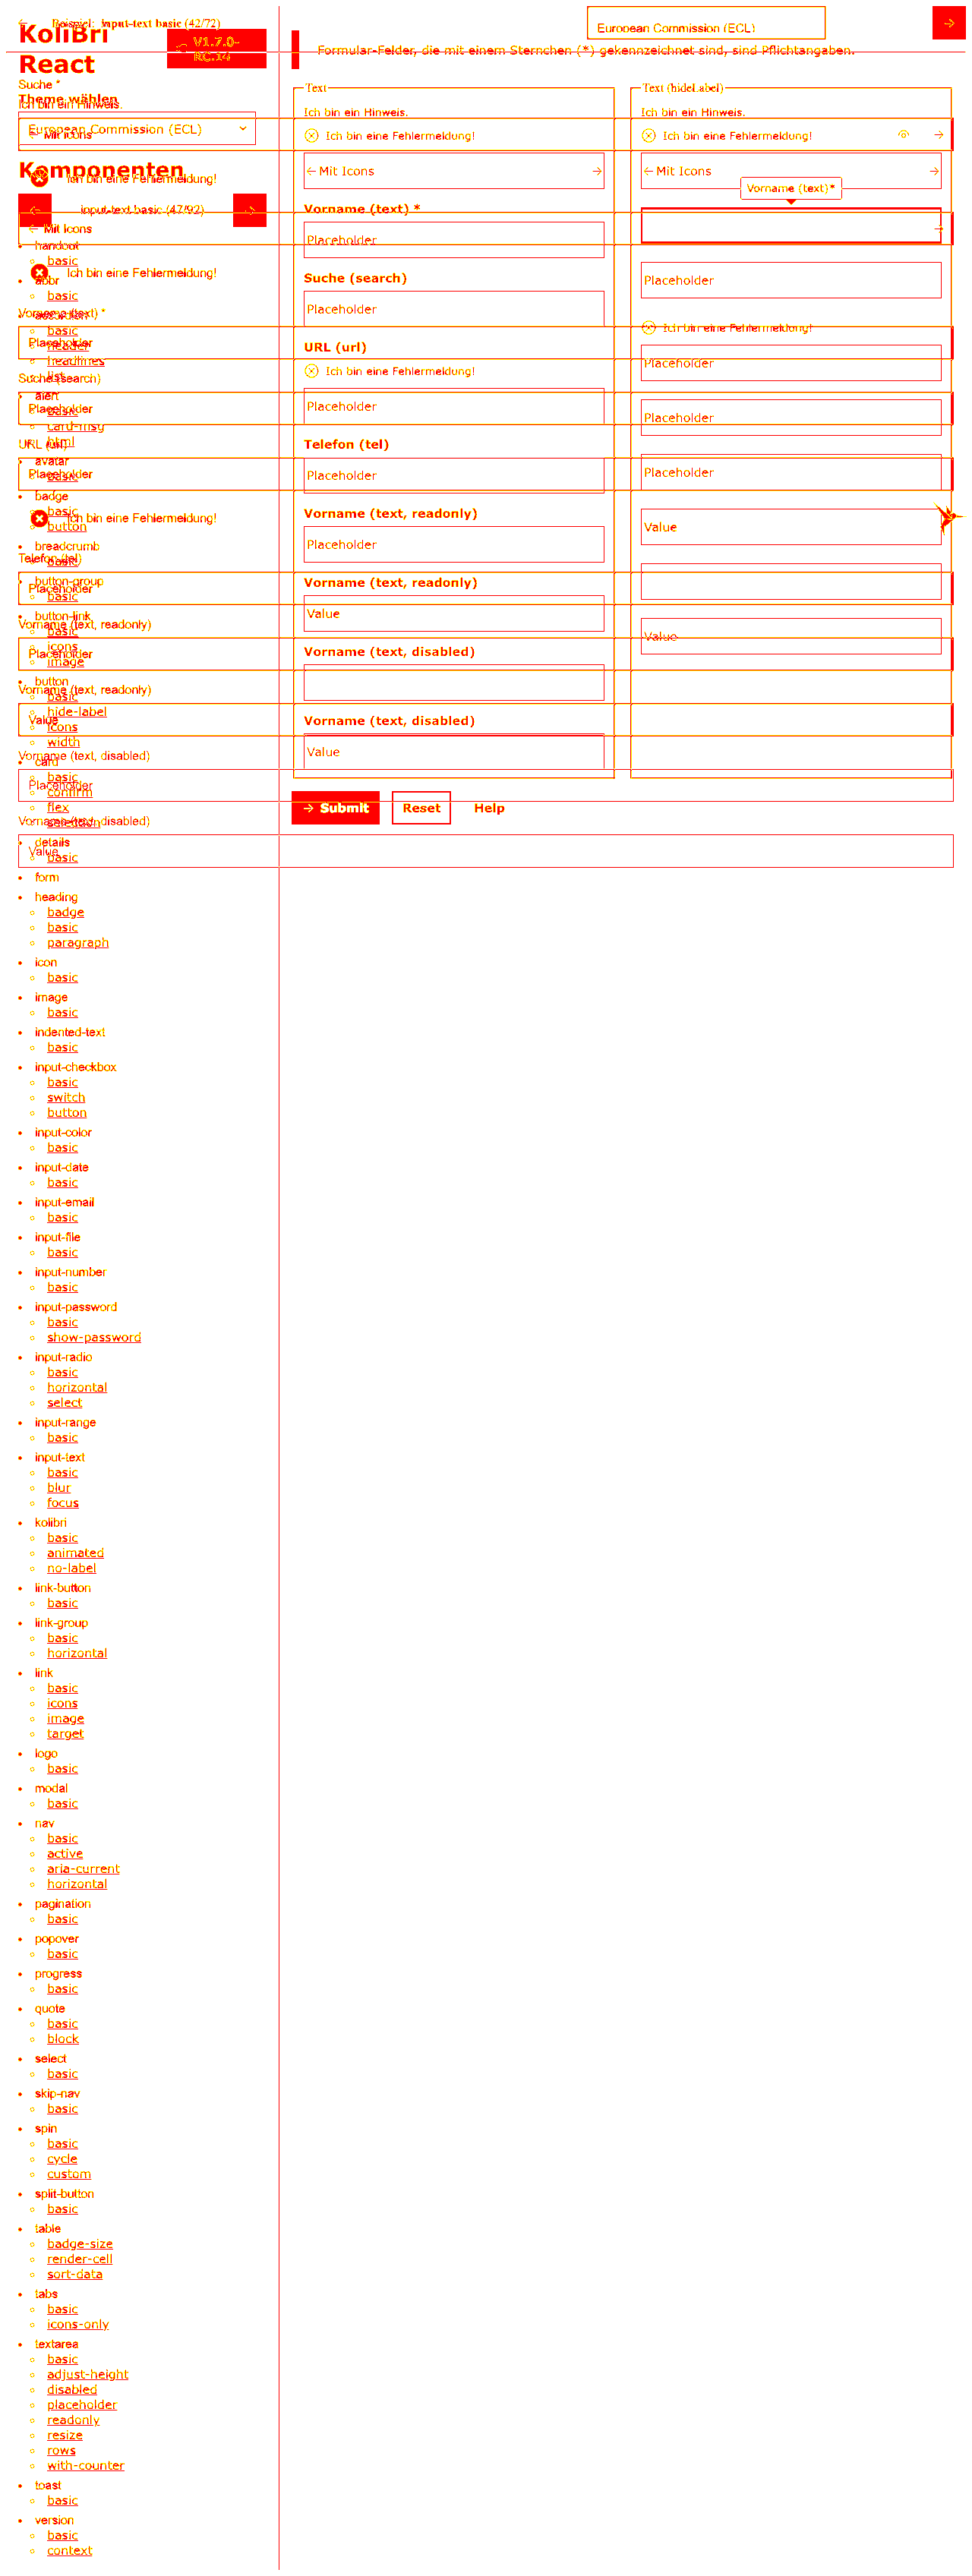 ← Beispiel: input-text basic (42/72)
European Commission (ECL)
→
KoliBri
React
← V1.7.0-
RC.14
Formular-Felder, die mit einem Sternchen (*) gekennzeichnet sind, sind Pflichtangaben.
Suche *
Theme wählen
Ich bin ein Hinweis.
European Commission (ECL)
← Mit Icons
Komponenten
Ich bin eine Fehlermeldung!
← input-text basic (47/92) →
← Mit Icons
handout
basic
Ich bin eine Fehlermeldung!
abbr
basic
Vorname (text) *
accordion
basic
Placeholder
header
headlines
list
Suche (search)
alert
basic
Placeholder
card-msg
html
URL (url)
avatar
basic
Placeholder
badge
basic
Ich bin eine Fehlermeldung!
button
breadcrumb
basic
Telefon (tel)
button-group
Placeholder
basic
button-link
Vorname (text, readonly)
basic
icons
Placeholder
image
button
Vorname (text, readonly)
basic
hide-label
Value
icons
width
Vorname (text, disabled)
card
basic
Placeholder
confirm
flex
Vorname (text, disabled)
selection
details
Value
basic
form
heading
badge
basic
paragraph
icon
basic
image
basic
indented-text
basic
input-checkbox
basic
switch
button
input-color
basic
input-date
basic
input-email
basic
input-file
basic
input-number
basic
input-password
basic
show-password
input-radio
basic
horizontal
select
input-range
basic
input-text
basic
blur
focus
kolibri
basic
animated
no-label
link-button
basic
link-group
basic
horizontal
link
basic
icons
image
target
logo
basic
modal
basic
nav
basic
active
aria-current
horizontal
pagination
basic
popover
basic
progress
basic
quote
basic
block
select
basic
skip-nav
basic
spin
basic
cycle
custom
split-button
basic
table
badge-size
render-cell
sort-data
tabs
basic
icons-only
textarea
basic
adjust-height
disabled
placeholder
readonly
resize
rows
with-counter
toast
basic
version
basic
context
Text
Ich bin ein Hinweis.
Ich bin eine Fehlermeldung!
← Mit Icons →
Vorname (text) *
Placeholder
Suche (search)
Placeholder
URL (url)
Ich bin eine Fehlermeldung!
Placeholder
Telefon (tel)
Placeholder
Vorname (text, readonly)
Placeholder
Vorname (text, readonly)
Value
Vorname (text, disabled)
Vorname (text, disabled)
Value
→ Submit
Reset
Help
Text (hideLabel)
Ich bin ein Hinweis.
Ich bin eine Fehlermeldung!
← Mit Icons →
Vorname (text)*
Placeholder
Ich bin eine Fehlermeldung!
Placeholder
Placeholder
Placeholder
Value
Value